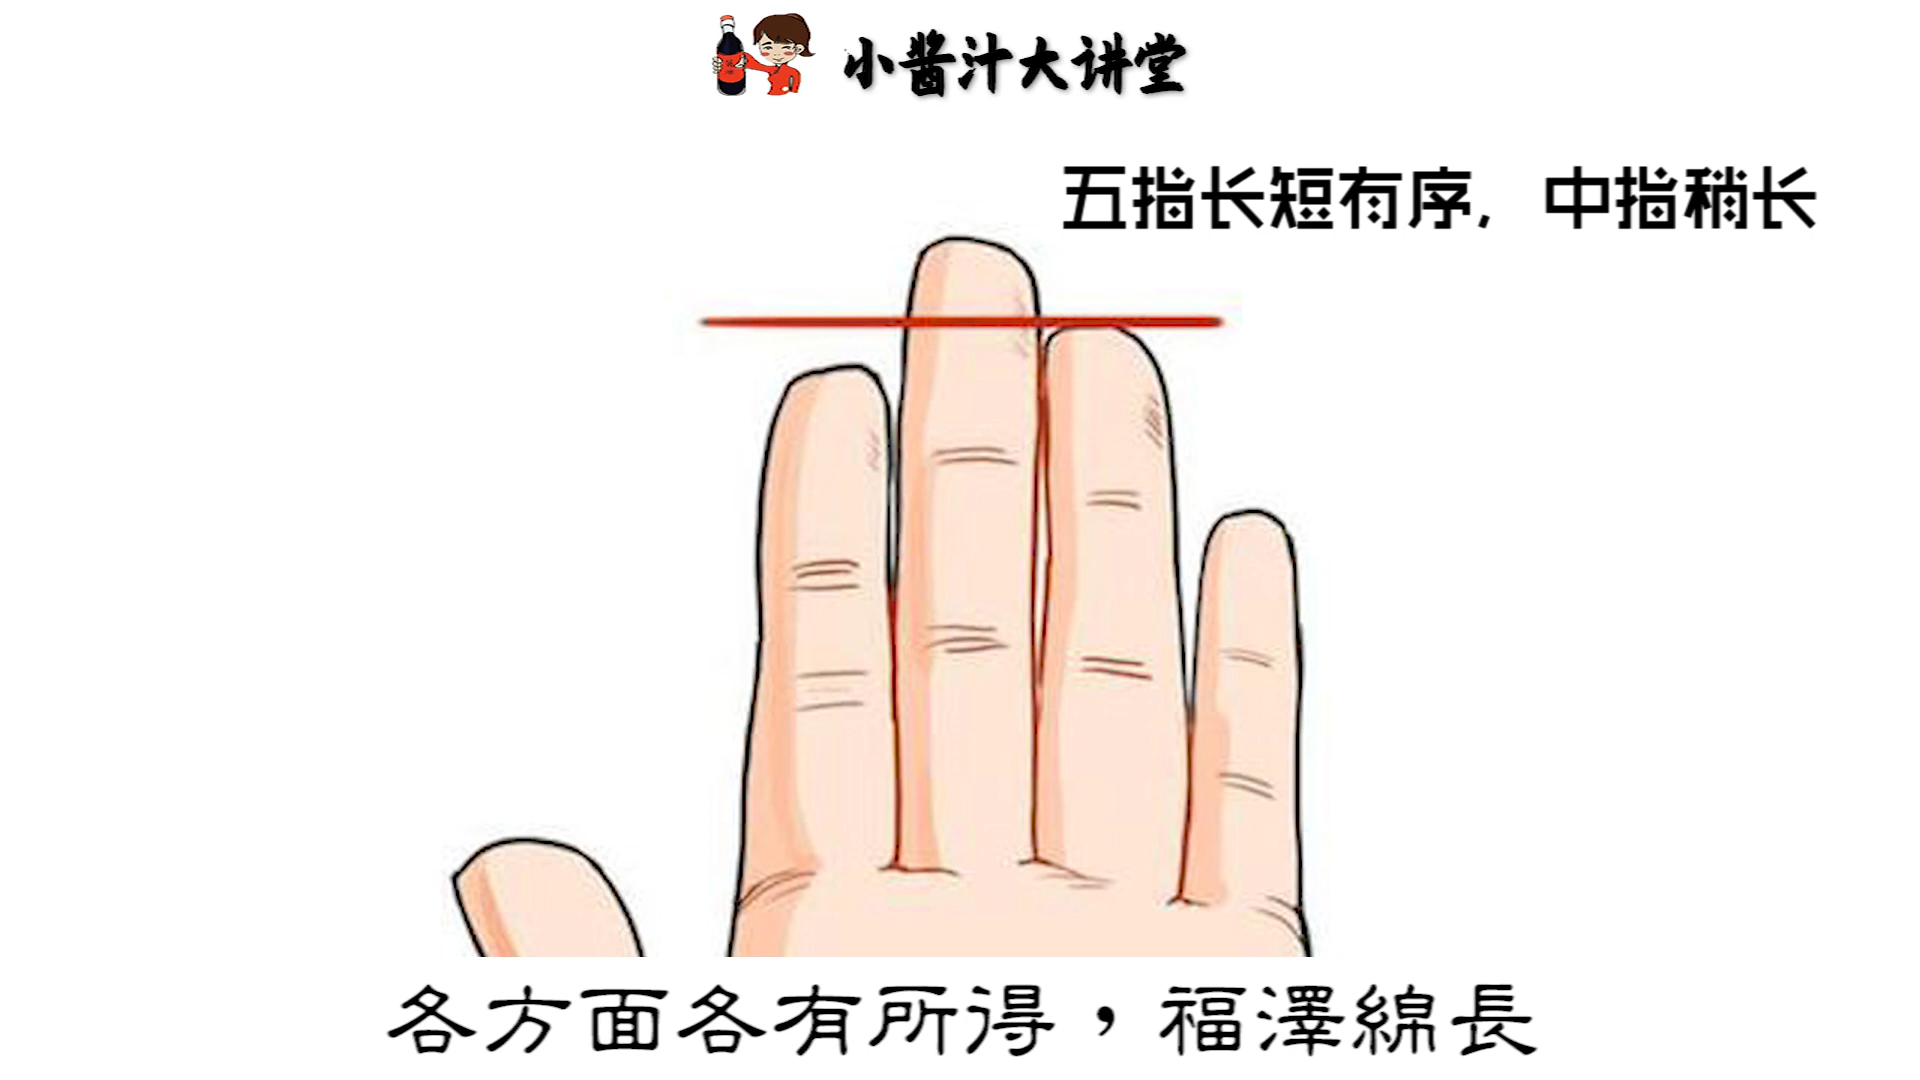 小酱汁大讲堂
五指长短有序，中指稍长
各方面各有所得，福澤綿長